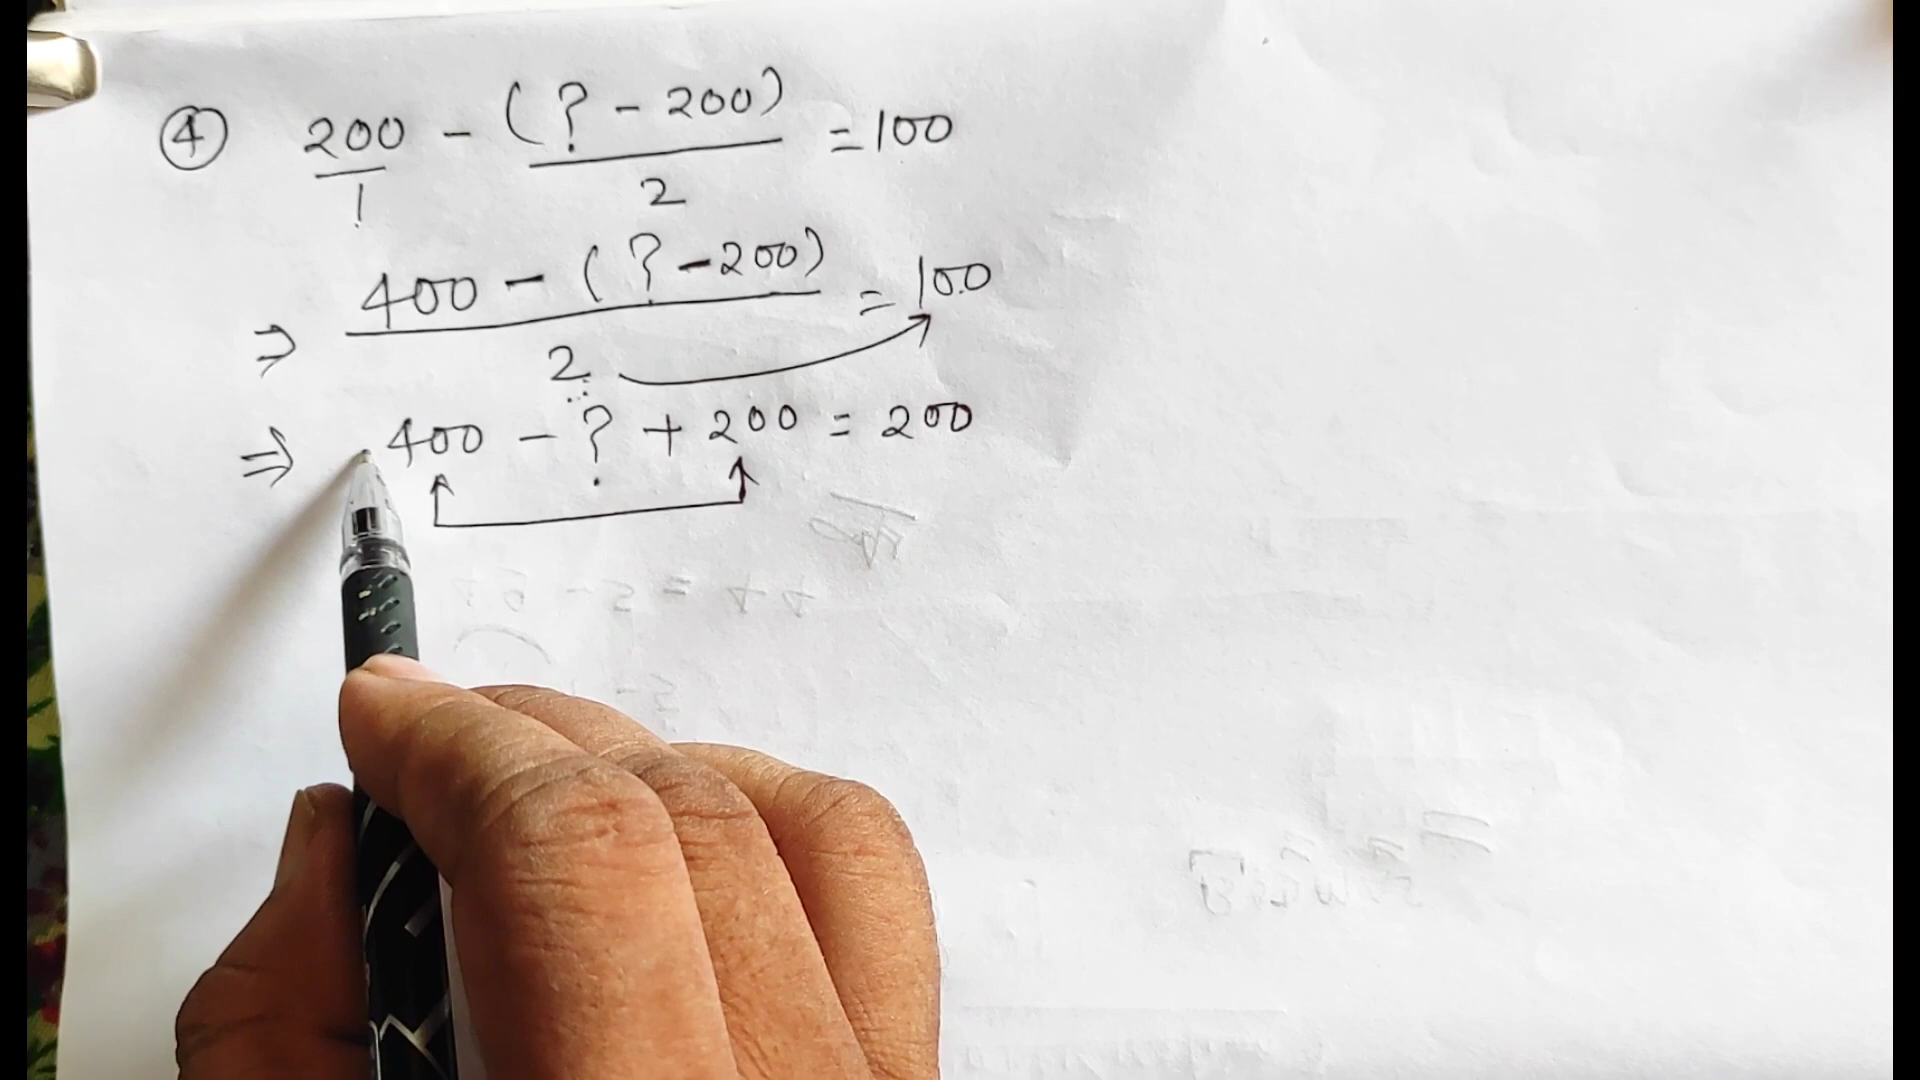 ④ 200/1 - (? - 200)/2 = 100
⇒ 400 - (? - 200)/2 = 100
⇒ 400 - ? + 200 = 200